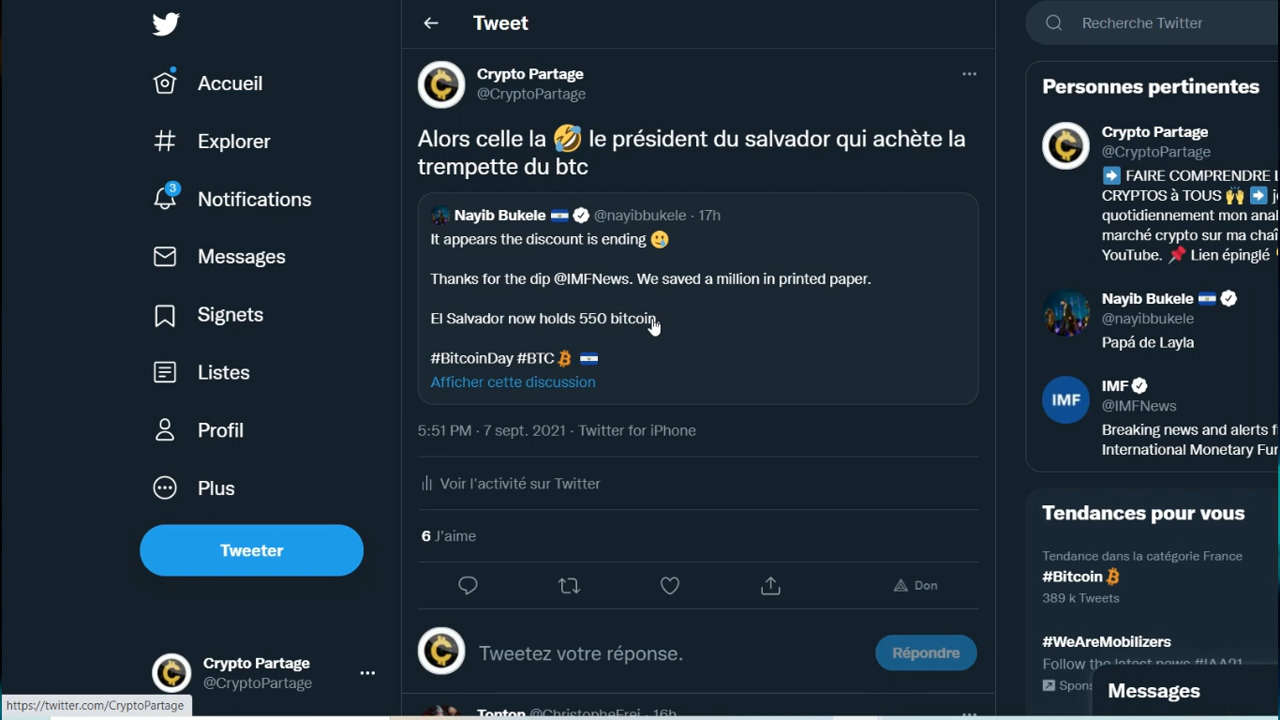 Accueil
Explorer
3
Notifications
Messages
Signets
Listes
Profil
Plus
Tweeter
Crypto Partage
@CryptoPartage
https://twitter.com/CryptoPartage
Tweet
Crypto Partage
@CryptoPartage
Alors celle la 🤣 le président du salvador qui achète la
trempette du btc
Nayib Bukele 🇸🇻 @nayibbukele · 17h
It appears the discount is ending 🥲
Thanks for the dip @IMFNews. We saved a million in printed paper.
El Salvador now holds 550 bitcoin.
#BitcoinDay #BTC 🇸🇻
Afficher cette discussion
5:51 PM · 7 sept. 2021 · Twitter for iPhone
Voir l'activité sur Twitter
6 J'aime
Don
Tweetez votre réponse.
Répondre
Tonton @ChristopheFrei · 16h
Recherche Twitter
Personnes pertinentes
Crypto Partage
@CryptoPartage
➡️ FAIRE COMPRENDRE
CRYPTOS à TOUS 🙌 ➡️
quotidiennement mon
marché crypto sur ma
YouTube. 📌 Lien épinglé
Nayib Bukele 🇸🇻
@nayibbukele
Papá de Layla
IMF
IMF
@IMFNews
Breaking news and alerts
International Monetary
Tendances pour vous
Tendance dans la catégorie France
#Bitcoin
389 k Tweets
#WeAreMobilizers
Follow the latest news #IAA21
Messages